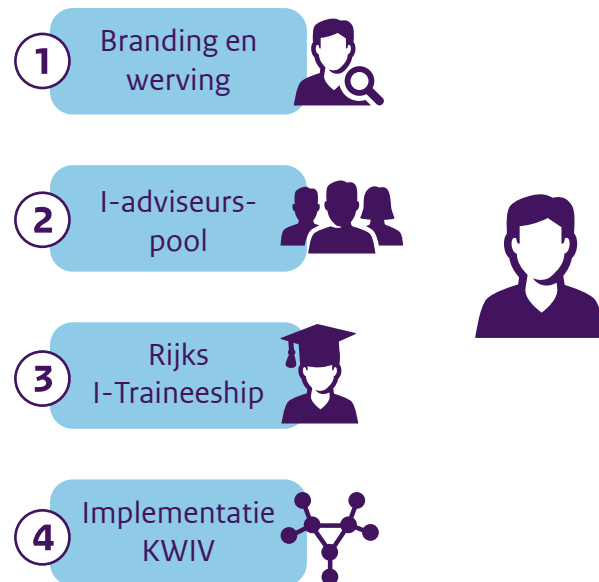 1
Branding en
werving
2
I-adviseurs-
pool
3
Rijks
I-Traineeship
4
Implementatie
KWIV